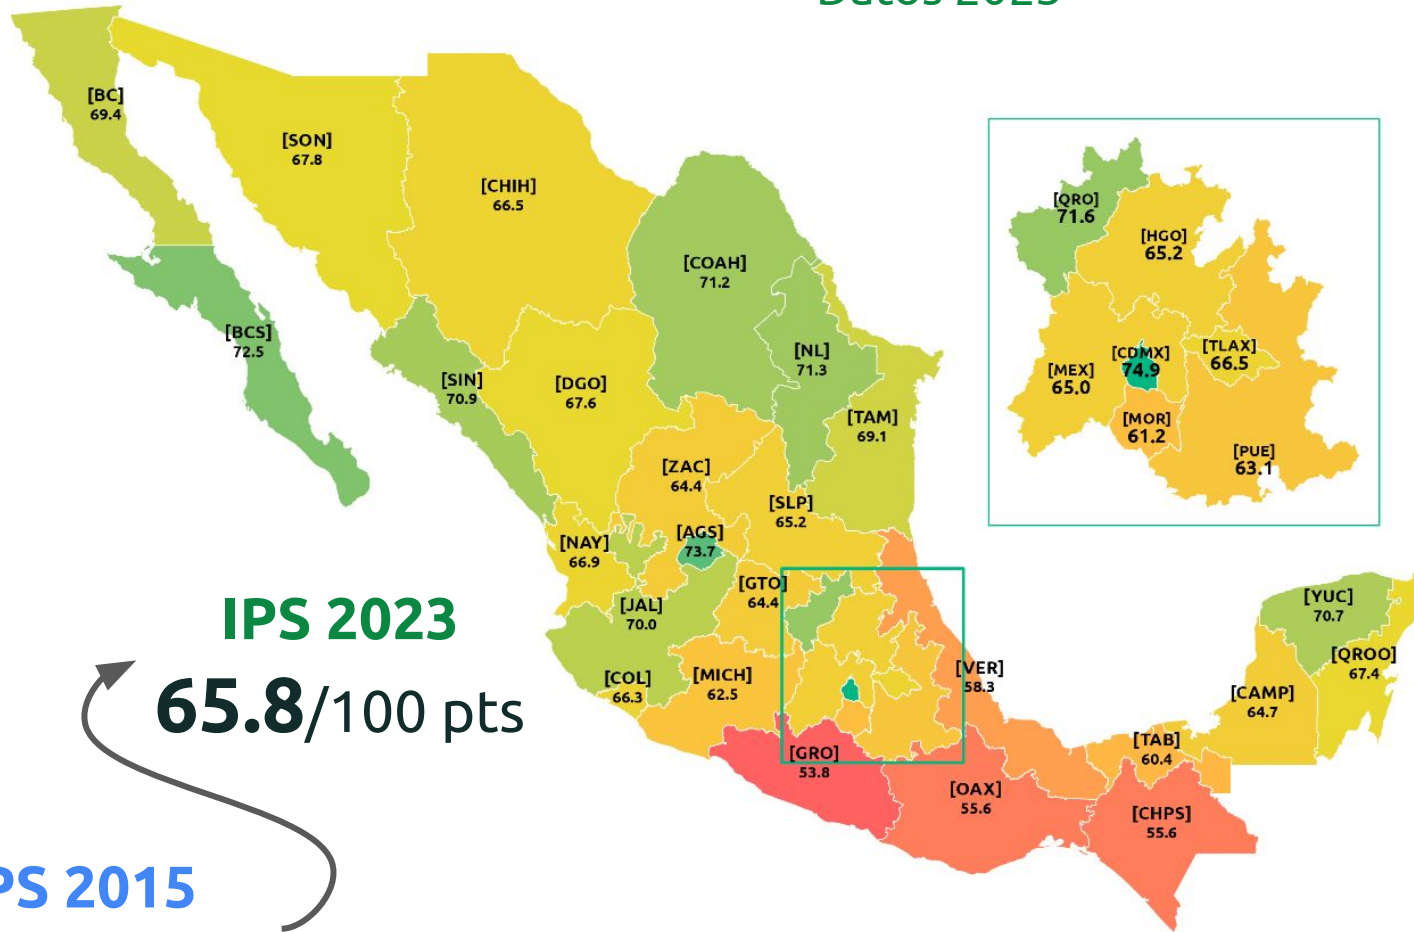 Datos 2023
[BC]
69.4
[SON]
67.8
[CHIH]
66.5
[COAH]
71.2
[BCS]
72.5
[SIN]
70.9
[DGO]
67.6
[NL]
71.3
[TAM]
69.1
[ZAC]
64.4
[SLP]
65.2
[AGS]
73.7
[NAY]
66.9
[GTO]
64.4
[JAL]
70.0
[COL]
66.3
[MICH]
62.5
[VER]
58.3
[GRO]
53.8
[OAX]
55.6
[CHPS]
55.6
[TAB]
60.4
[CAMP]
64.7
[YUC]
70.7
[QROO]
67.4
[QRO]
71.6
[HGO]
65.2
[MEX]
65.0
[CDMX]
74.9
[TLAX]
66.5
[MOR]
61.2
[PUE]
63.1
IPS 2023
65.8/100 pts
PS 2015